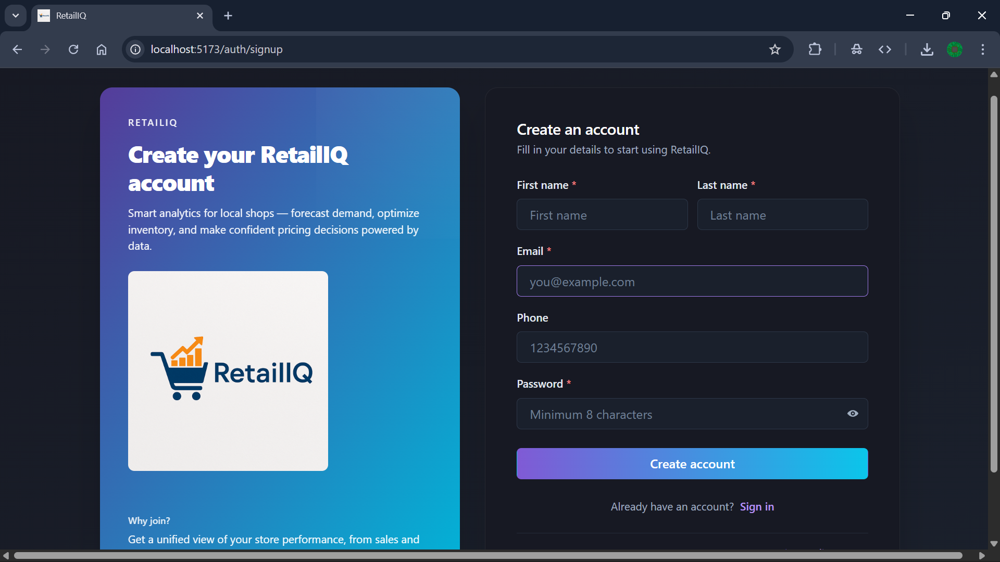 RetailIQ
localhost:5173/auth/signup
RETAILIQ
Create your RetailIQ
account
Smart analytics for local shops — forecast demand, optimize
inventory, and make confident pricing decisions powered by
data.
RetailIQ
Why join?
Get a unified view of your store performance, from sales and
Create an account
Fill in your details to start using RetailIQ.
First name *
Last name *
First name
Last name
Email *
you@example.com
Phone
1234567890
Password *
Minimum 8 characters
Create account
Already have an account? Sign in